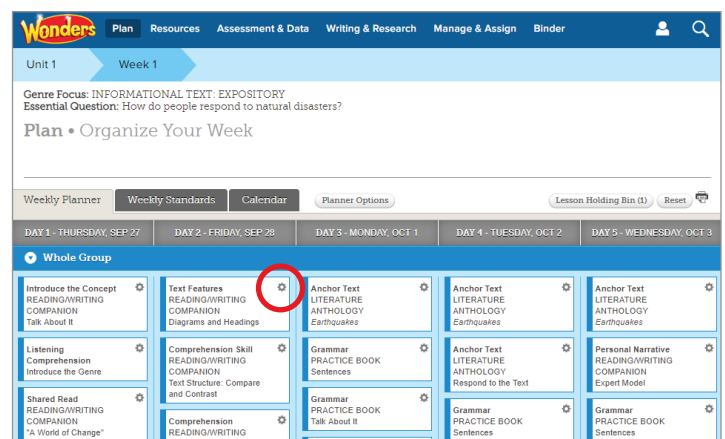 Wonders Plan Resources Assessment & Data Writing & Research Manage & Assign Binder
Unit 1 Week 1
Genre Focus: INFORMATIONAL TEXT: EXPOSITORY
Essential Question: How do people respond to natural disasters?
Plan • Organize Your Week
Weekly Planner Weekly Standards Calendar Planner Options Lesson Holding Bin (1) Reset
DAY 1 - THURSDAY, SEP 27 DAY 2 - FRIDAY, SEP 28 DAY 3 - MONDAY, OCT 1 DAY 4 - TUESDAY, OCT 2 DAY 5 - WEDNESDAY, OCT 3
Whole Group
Introduce the Concept
READING/WRITING
COMPANION
Talk About It
Listening
Comprehension
Introduce the Genre
Shared Read
READING/WRITING
COMPANION
"A World of Change"
Text Features
READING/WRITING
COMPANION
Diagrams and Headings
Comprehension Skill
READING/WRITING
COMPANION
Text Structure: Compare
and Contrast
Comprehension
READING/WRITING
Anchor Text
LITERATURE
ANTHOLOGY
Earthquakes
Grammar
PRACTICE BOOK
Sentences
Grammar
PRACTICE BOOK
Talk About It
Anchor Text
LITERATURE
ANTHOLOGY
Earthquakes
Anchor Text
LITERATURE
ANTHOLOGY
Respond to the Text
Grammar
PRACTICE BOOK
Sentences
Anchor Text
LITERATURE
ANTHOLOGY
Earthquakes
Personal Narrative
READING/WRITING
COMPANION
Expert Model
Grammar
PRACTICE BOOK
Sentences